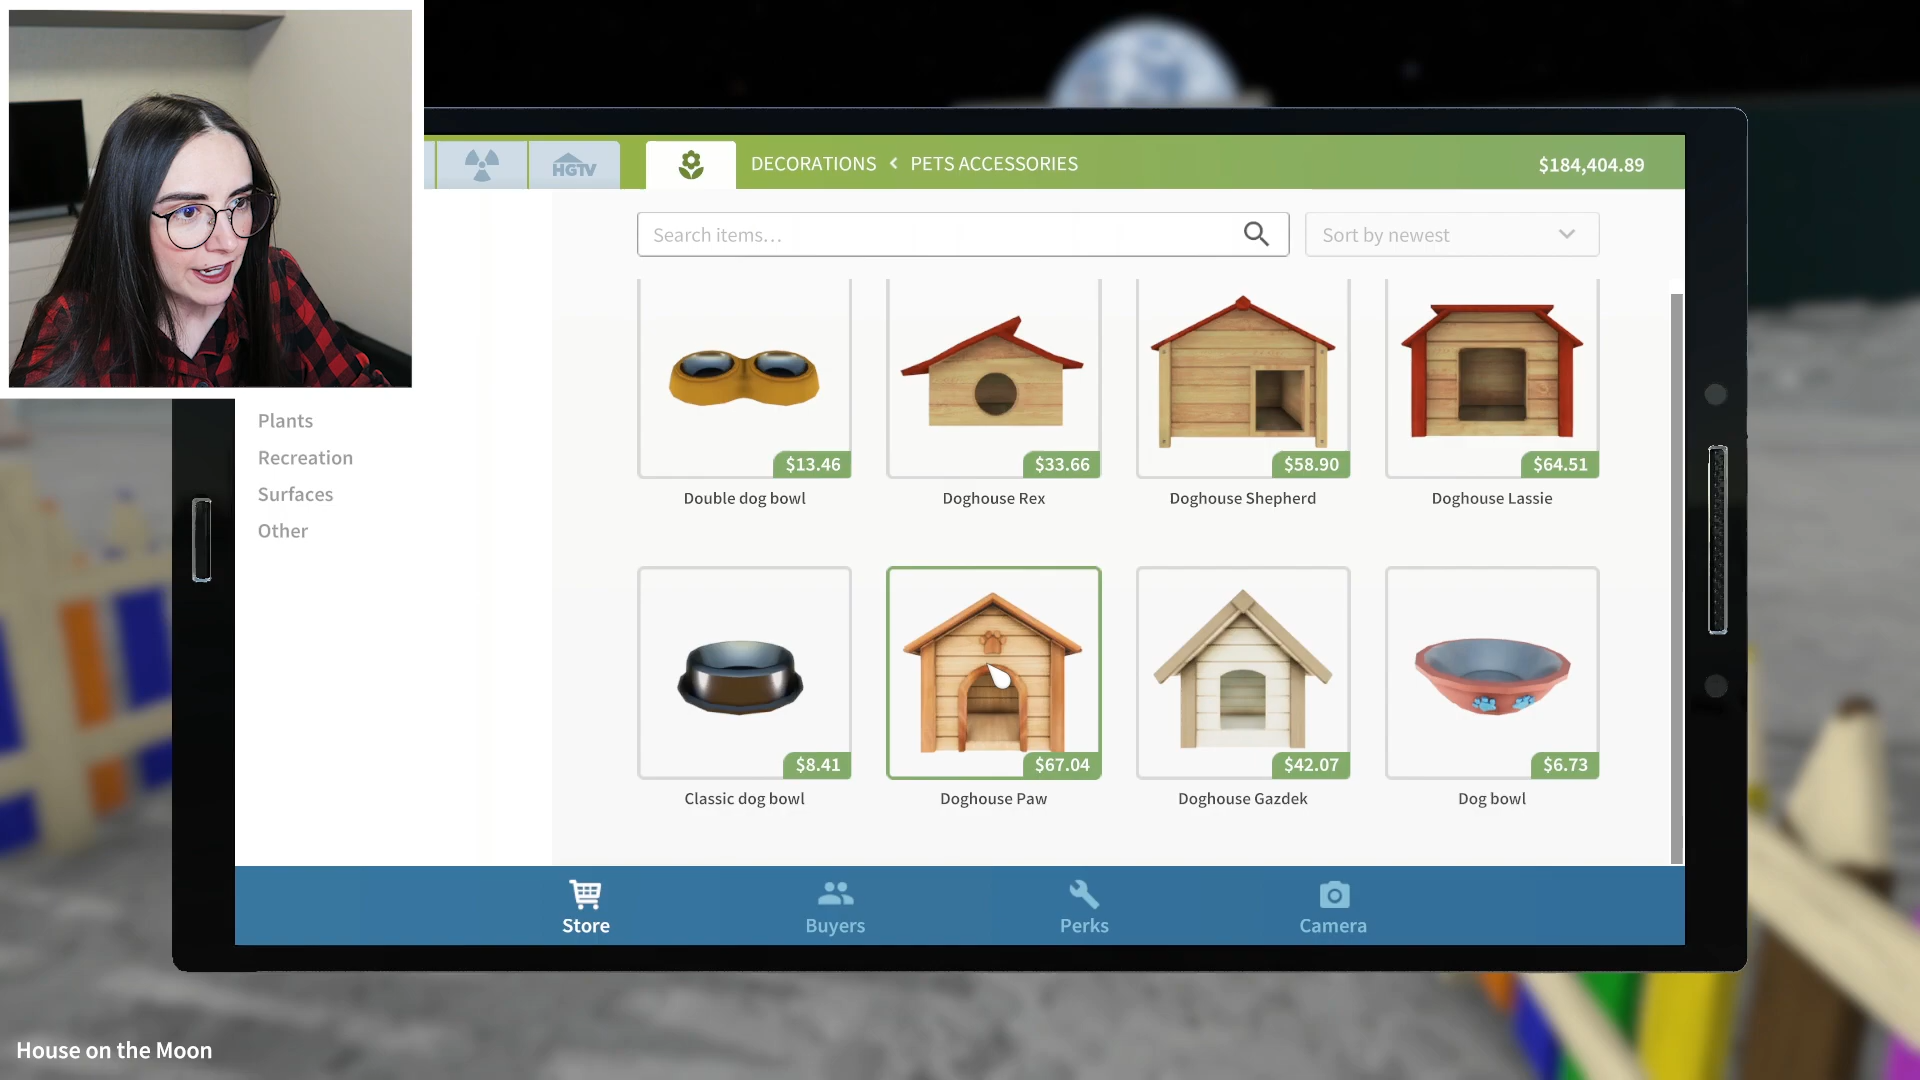 HGTV
DECORATIONS < PETS ACCESSORIES
$184,404.89
Search items...
Sort by newest
Plants
Recreation
Surfaces
Other
$13.46
$33.66
$58.90
$64.51
Double dog bowl
Doghouse Rex
Doghouse Shepherd
Doghouse Lassie
$8.41
$67.04
$42.07
$6.73
Classic dog bowl
Doghouse Paw
Doghouse Gazdek
Dog bowl
Store
Buyers
Perks
Camera
House on the Moon